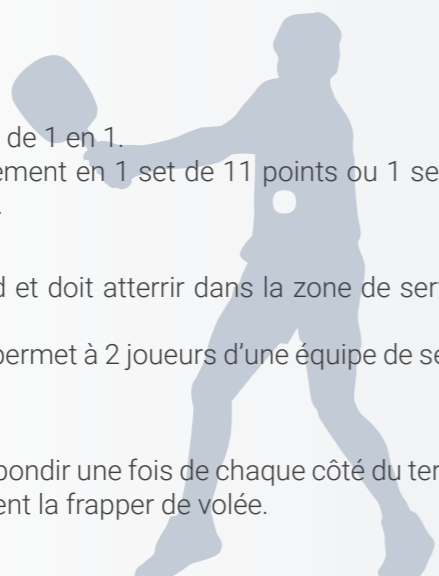 de 1 en 1.
ement en 1 set de 11 points ou 1 se
et doit atterrir dans la zone de ser
permet à 2 joueurs d’une équipe de se
pondir une fois de chaque côté du ter
ent la frapper de volée.